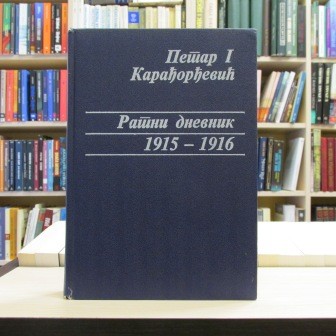 Петар I
Карађорђевић
Ратни дневник
1915 – 1916